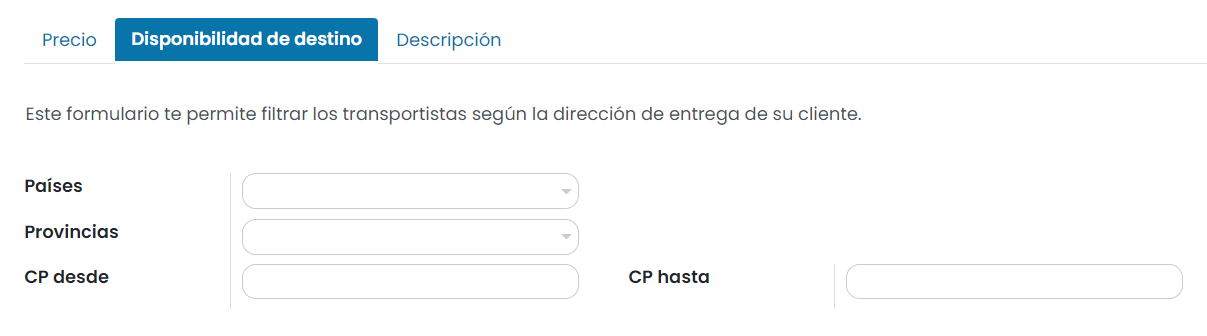 Precio Disponibilidad de destino Descripción
Este formulario te permite filtrar los transportistas según la dirección de entrega de su cliente.
Países
Provincias
CP desde CP hasta